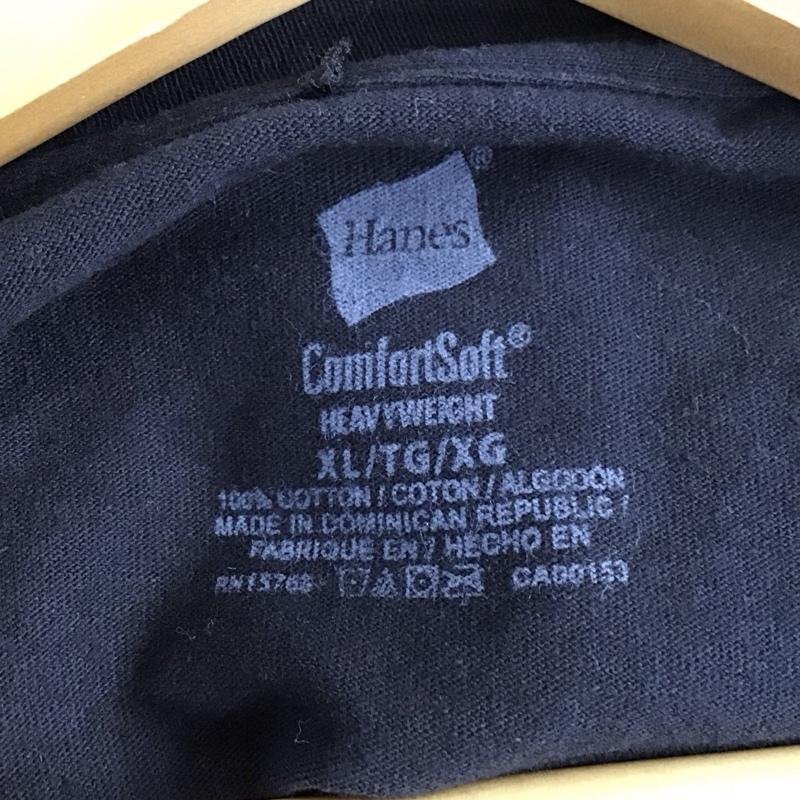 Hanes®
ComfortSoft®
HEAVYWEIGHT
XL/TG/XG
100% COTTON / COTON / ALGODÓN
MADE IN DOMINICAN REPUBLIC /
FABRIQUE EN / HECHO EN
RN15763 CA00153